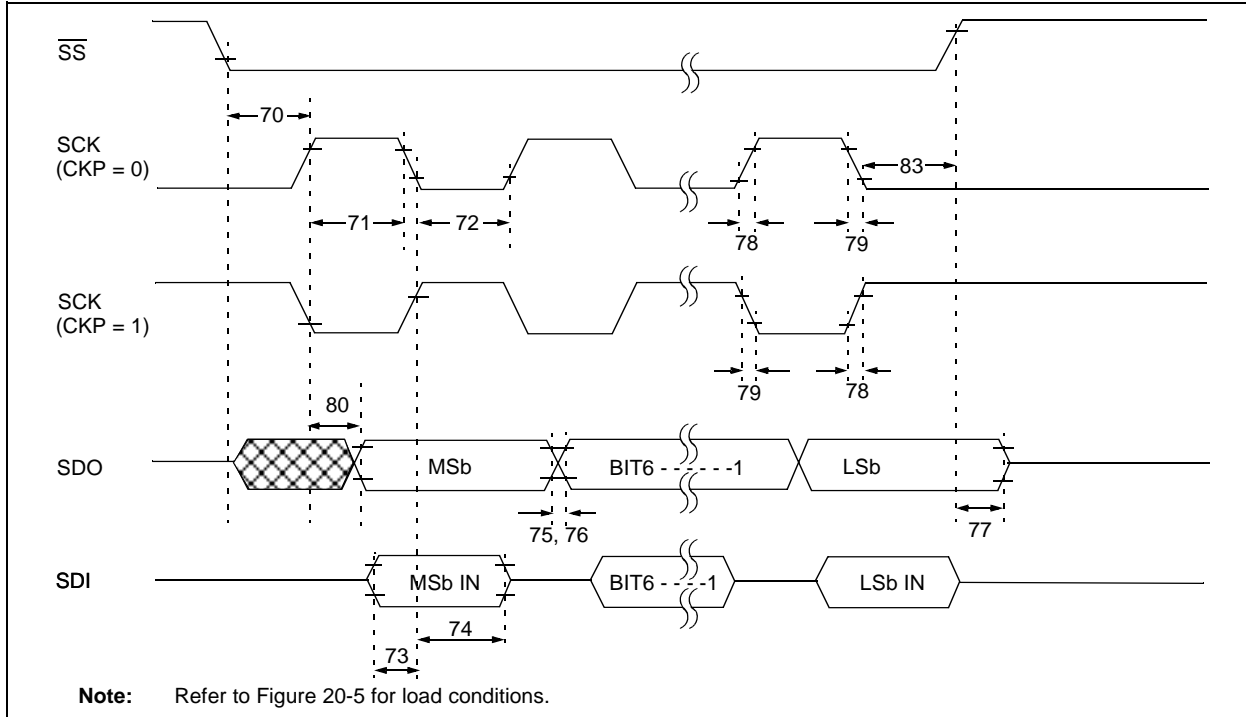 SS
70
SCK
(CKP = 0)
83
71
72
78
79
SCK
(CKP = 1)
79
78
80
SDO
MSb
BIT6 - - - - - -1
LSb
75, 76
77
SDI
MSb IN
BIT6 - - - - -1
LSb IN
74
73
Note: Refer to Figure 20-5 for load conditions.